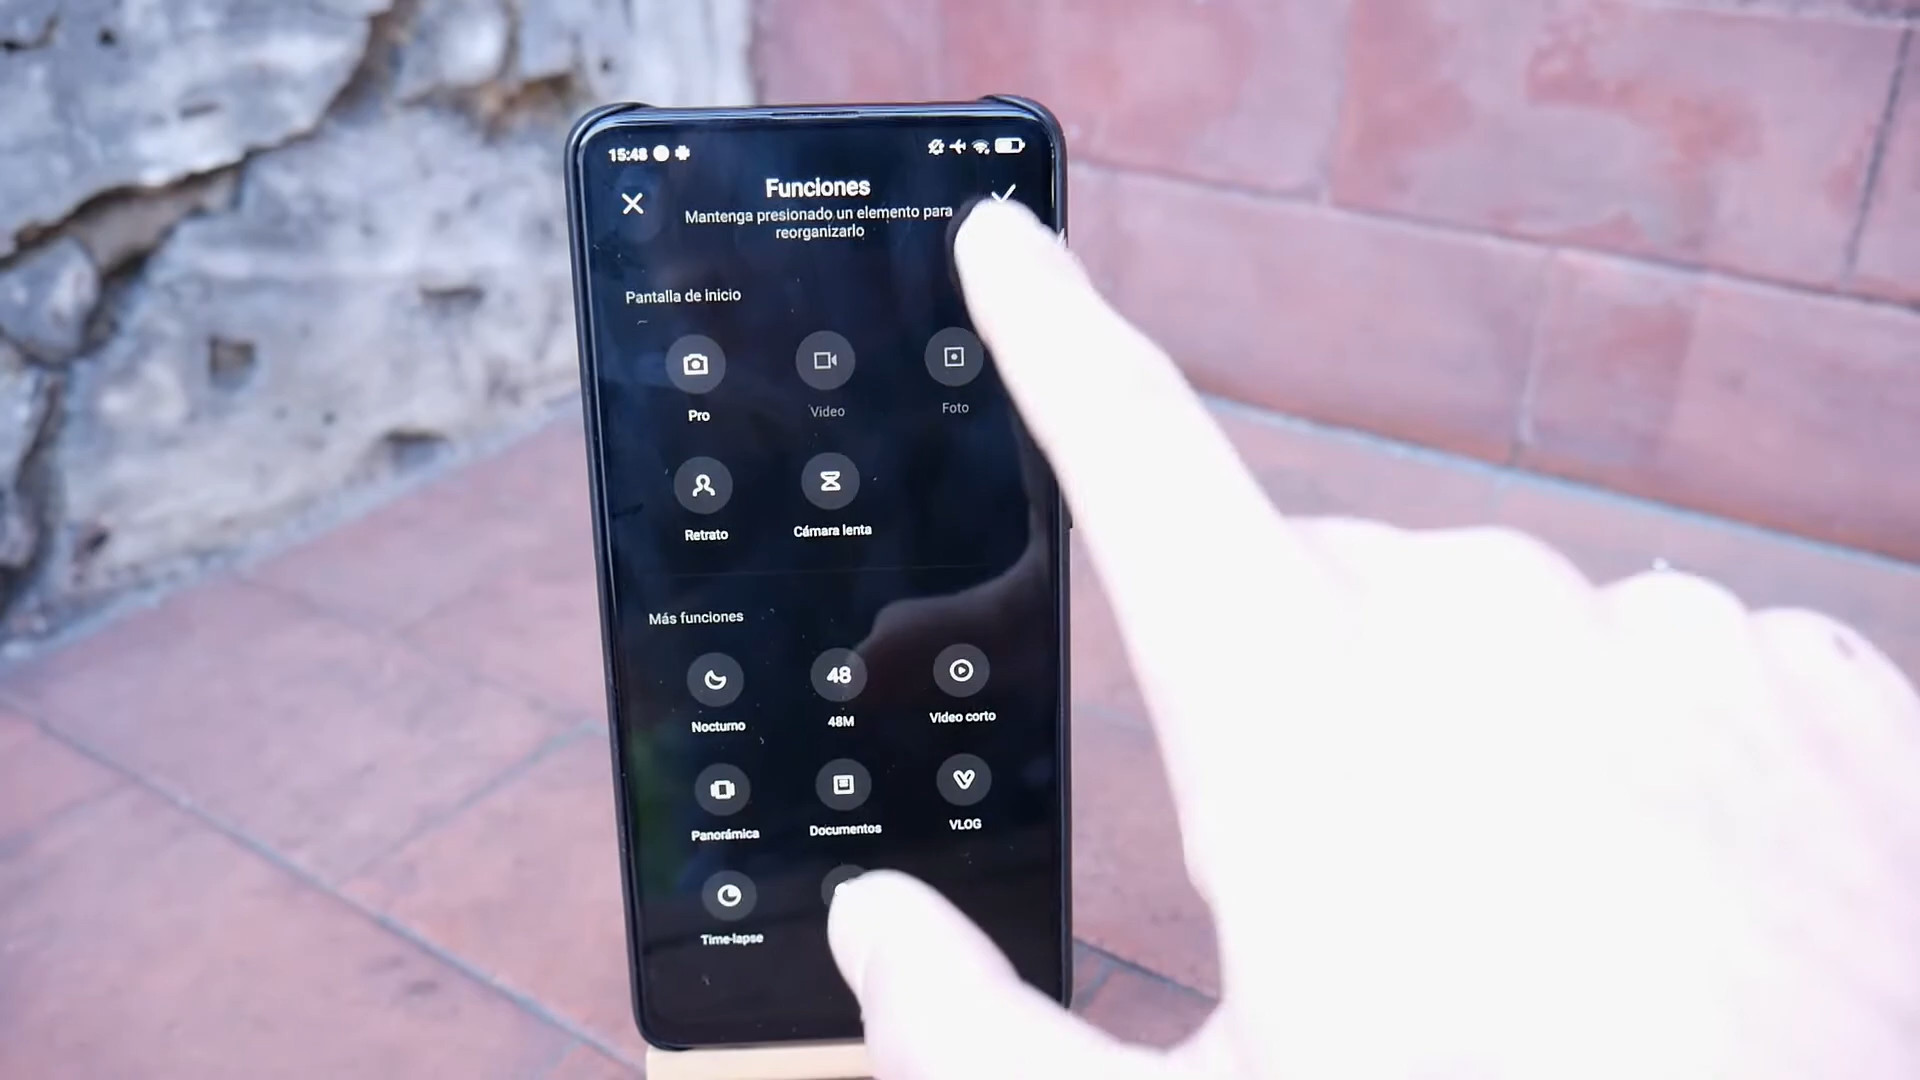 15:48
Funciones
Mantenga presionado un elemento para
reorganizarlo
Pantalla de inicio
Pro
Video
Foto
Retrato
Cámara lenta
Más funciones
48
Nocturno
48M
Video corto
Panorámica
Documentos
VLOG
Time-lapse